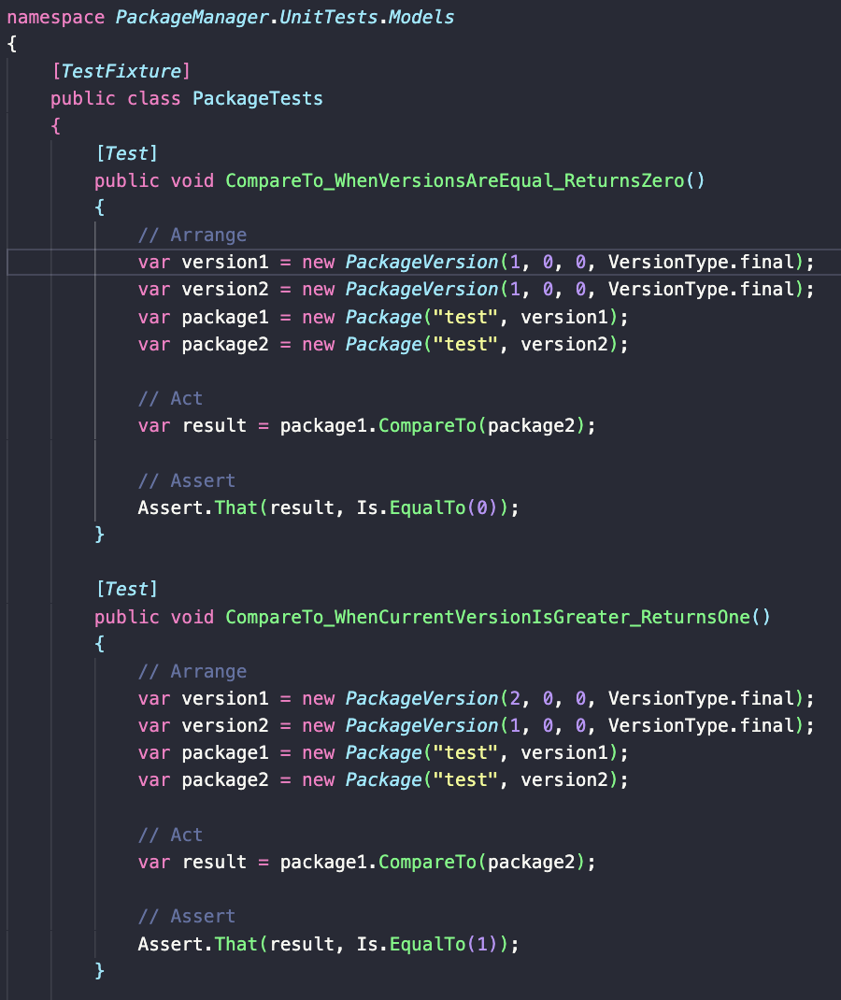 namespace PackageManager.UnitTests.Models
{
    [TestFixture]
    public class PackageTests
    {
        [Test]
        public void CompareTo_WhenVersionsAreEqual_ReturnsZero()
        {
            // Arrange
            var version1 = new PackageVersion(1, 0, 0, VersionType.final);
            var version2 = new PackageVersion(1, 0, 0, VersionType.final);
            var package1 = new Package("test", version1);
            var package2 = new Package("test", version2);

            // Act
            var result = package1.CompareTo(package2);

            // Assert
            Assert.That(result, Is.EqualTo(0));
        }

        [Test]
        public void CompareTo_WhenCurrentVersionIsGreater_ReturnsOne()
        {
            // Arrange
            var version1 = new PackageVersion(2, 0, 0, VersionType.final);
            var version2 = new PackageVersion(1, 0, 0, VersionType.final);
            var package1 = new Package("test", version1);
            var package2 = new Package("test", version2);

            // Act
            var result = package1.CompareTo(package2);

            // Assert
            Assert.That(result, Is.EqualTo(1));
        }